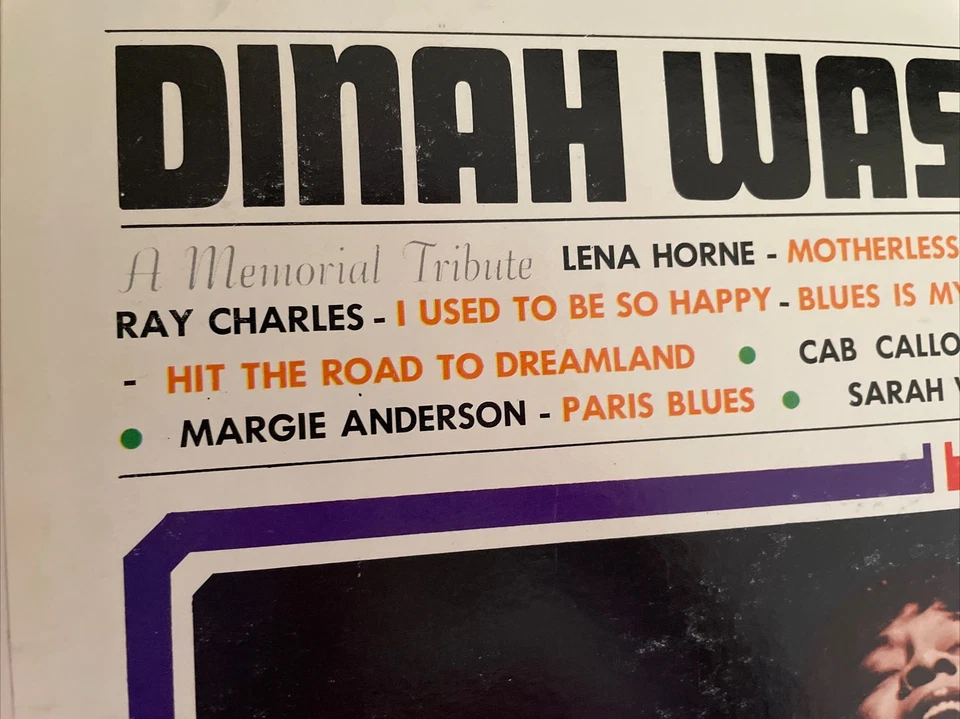 DINAH WAS
A Memorial Tribute LENA HORNE - MOTHERLESS
RAY CHARLES - I USED TO BE SO HAPPY - BLUES IS MY
- HIT THE ROAD TO DREAMLAND • CAB CALLO
• MARGIE ANDERSON - PARIS BLUES • SARAH